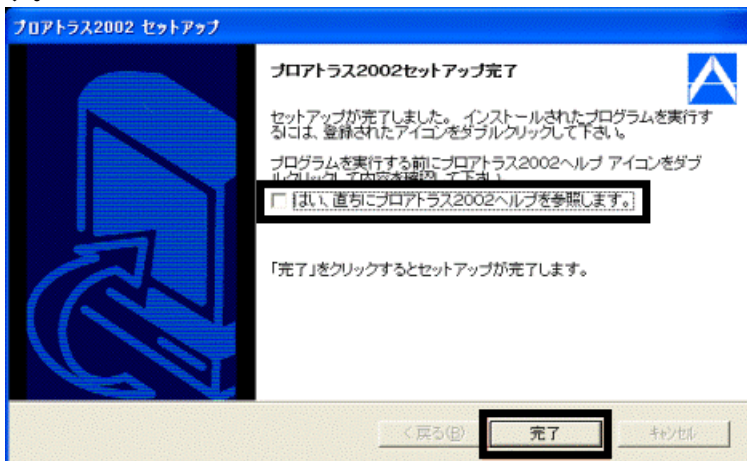 プロアトラス2002 セットアップ
プロアトラス2002セットアップ完了
セットアップが完了しました。 インストールされたプログラムを実行す
るには、登録されたアイコンをダブルクリックして下さい。
プログラムを実行する前にプロアトラス2002ヘルプ アイコンをダブ
ルクリックして内容を確認して下さい。
はい、直ちにプロアトラス2002ヘルプを参照します。
「完了」をクリックするとセットアップが完了します。
< 戻る(B)
完了
キャンセル